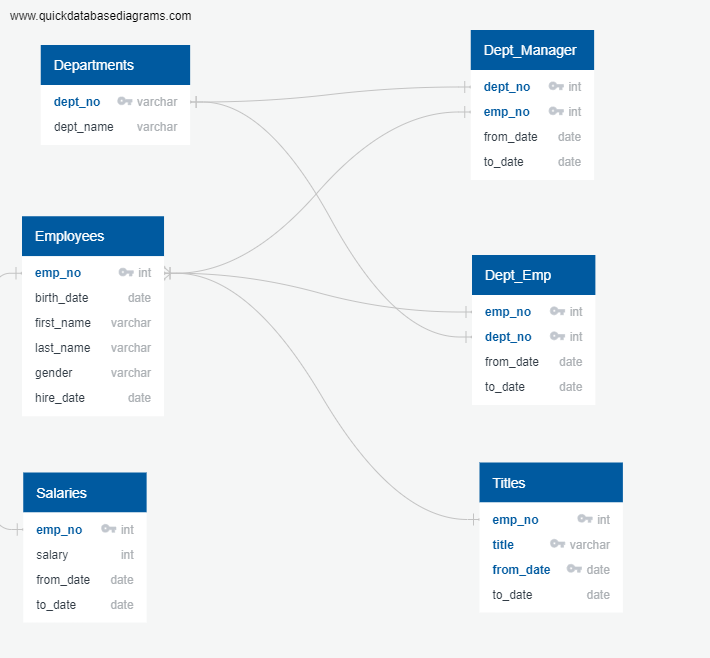 www.quickdatabasediagrams.com
Departments
dept_no varchar
dept_name varchar
Dept_Manager
dept_no int
emp_no int
from_date date
to_date date
Employees
emp_no int
birth_date date
first_name varchar
last_name varchar
gender varchar
hire_date date
Dept_Emp
emp_no int
dept_no int
from_date date
to_date date
Salaries
emp_no int
salary int
from_date date
to_date date
Titles
emp_no int
title varchar
from_date date
to_date date